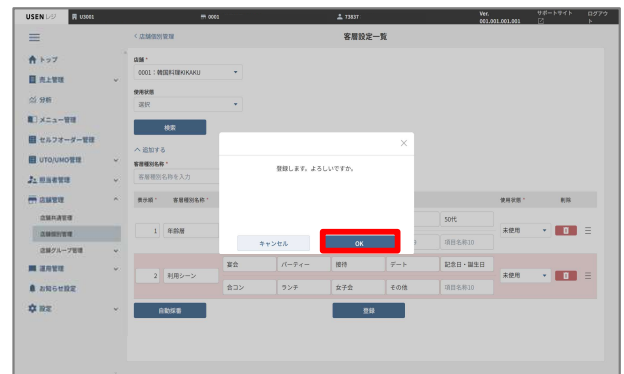 USEN レジ U3001 0001 T3837 Ver. 001.001.001.001 サポートサイト ログアウト
店舗個別管理 客層設定一覧
トップ
売上管理
分析
メニュー管理
セルフオーダー管理
UTO/UMO管理
担当者管理
店舗管理
店舗共通管理
店舗個別管理
店舗グループ管理
運用管理
お知らせ設定
設定
店舗 *
0001：韓国料理KIKAKU
使用状態
選択
検索
追加する
客層種別名称 *
客層種別名称を入力
表示順 * 客層種別名称 * 使用状態 * 削除
1 年齢層 50代 項目名称10 未使用
2 利用シーン 宴会 パーティー 接待 デート 記念日・誕生日 未使用
合コン ランチ 女子会 その他 項目名称10
自動採番 登録
登録します。よろしいですか。
キャンセル OK